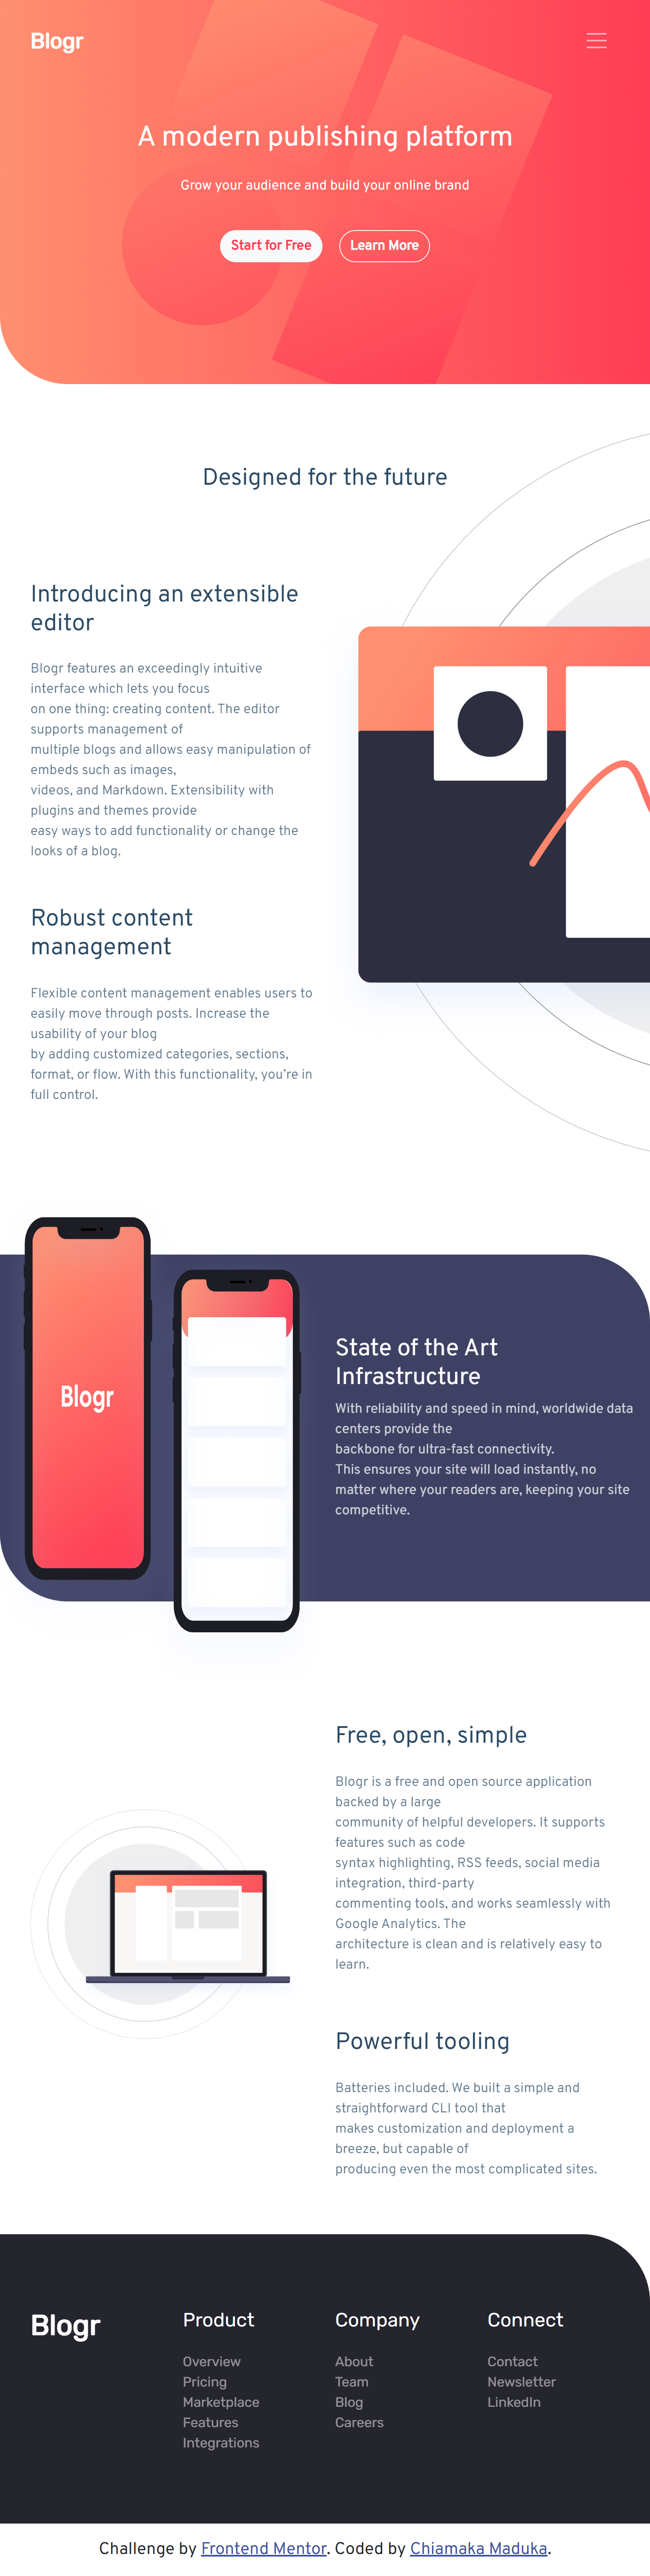 Blogr
A modern publishing platform
Grow your audience and build your online brand
Start for Free
Learn More
Designed for the future
Introducing an extensible
editor
Blogr features an exceedingly intuitive
interface which lets you focus
on one thing: creating content. The editor
supports management of
multiple blogs and allows easy manipulation of
embeds such as images,
videos, and Markdown. Extensibility with
plugins and themes provide
easy ways to add functionality or change the
looks of a blog.
Robust content
management
Flexible content management enables users to
easily move through posts. Increase the
usability of your blog
by adding customized categories, sections,
format, or flow. With this functionality, you’re in
full control.
Blogr
State of the Art
Infrastructure
With reliability and speed in mind, worldwide data
centers provide the
backbone for ultra-fast connectivity.
This ensures your site will load instantly, no
matter where your readers are, keeping your site
competitive.
Free, open, simple
Blogr is a free and open source application
backed by a large
community of helpful developers. It supports
features such as code
syntax highlighting, RSS feeds, social media
integration, third-party
commenting tools, and works seamlessly with
Google Analytics. The
architecture is clean and is relatively easy to
learn.
Powerful tooling
Batteries included. We built a simple and
straightforward CLI tool that
makes customization and deployment a
breeze, but capable of
producing even the most complicated sites.
Blogr
Product
Overview
Pricing
Marketplace
Features
Integrations
Company
About
Team
Blog
Careers
Connect
Contact
Newsletter
LinkedIn
Challenge by Frontend Mentor. Coded by Chiamaka Maduka.